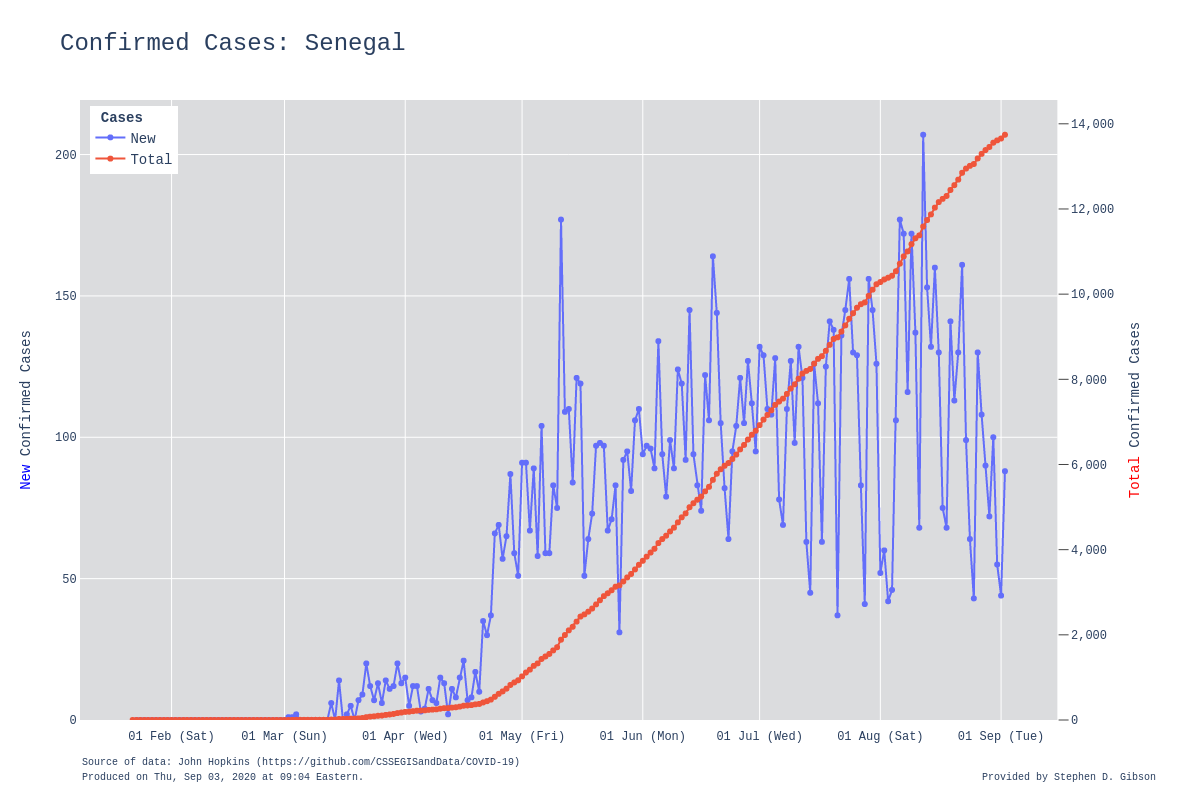 Confirmed Cases: Senegal
Cases
New
Total
200
150
100
50
0
New Confirmed Cases
14,000
12,000
10,000
8,000
6,000
4,000
2,000
0
Total Confirmed Cases
01 Feb (Sat) 01 Mar (Sun) 01 Apr (Wed) 01 May (Fri) 01 Jun (Mon) 01 Jul (Wed) 01 Aug (Sat) 01 Sep (Tue)
Source of data: John Hopkins (https://github.com/CSSEGISandData/COVID-19)
Produced on Thu, Sep 03, 2020 at 09:04 Eastern.
Provided by Stephen D. Gibson